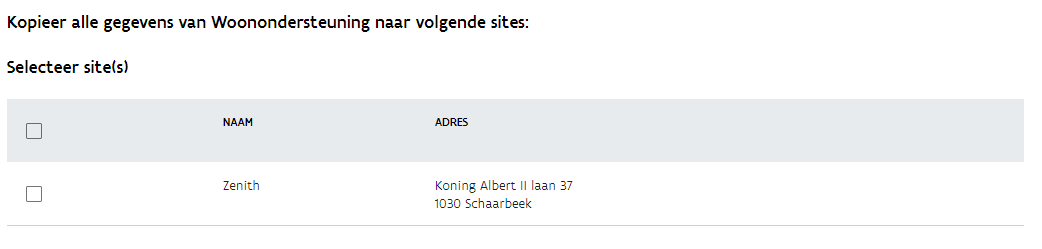 Kopieer alle gegevens van Woonondersteuning naar volgende sites:
Selecteer site(s)
NAAM ADRES
Zenith Koning Albert II laan 37
1030 Schaarbeek